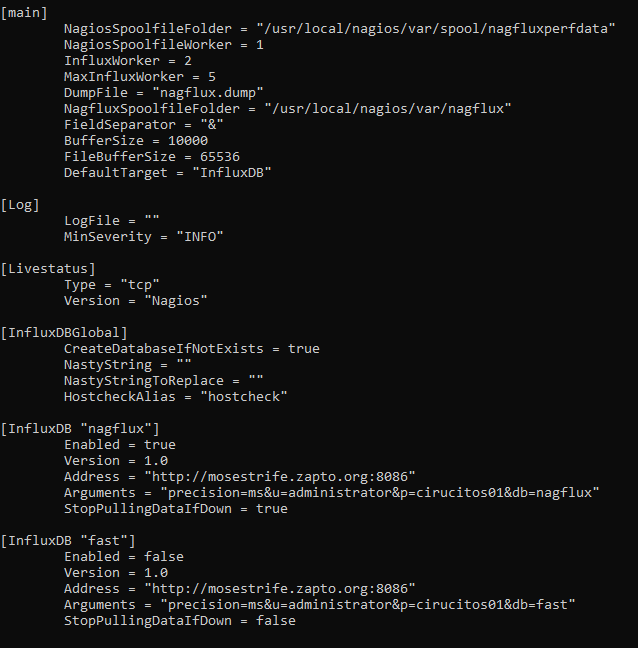 [main]
NagiosSpoolfileFolder = "/usr/local/nagios/var/spool/nagfluxperfdata"
NagiosSpoolfileWorker = 1
InfluxWorker = 2
MaxInfluxWorker = 5
DumpFile = "nagflux.dump"
NagfluxSpoolfileFolder = "/usr/local/nagios/var/nagflux"
FieldSeparator = "&"
BufferSize = 10000
FileBufferSize = 65536
DefaultTarget = "InfluxDB"
[Log]
LogFile = ""
MinSeverity = "INFO"
[Livestatus]
Type = "tcp"
Version = "Nagios"
[InfluxDBGlobal]
CreateDatabaseIfNotExists = true
NastyString = ""
NastyStringToReplace = ""
HostcheckAlias = "hostcheck"
[InfluxDB "nagflux"]
Enabled = true
Version = 1.0
Address = "http://mosestrife.zapto.org:8086"
Arguments = "precision=ms&u=administrator&p=cirucitos01&db=nagflux"
StopPullingDataIfDown = true
[InfluxDB "fast"]
Enabled = false
Version = 1.0
Address = "http://mosestrife.zapto.org:8086"
Arguments = "precision=ms&u=administrator&p=cirucitos01&db=fast"
StopPullingDataIfDown = false